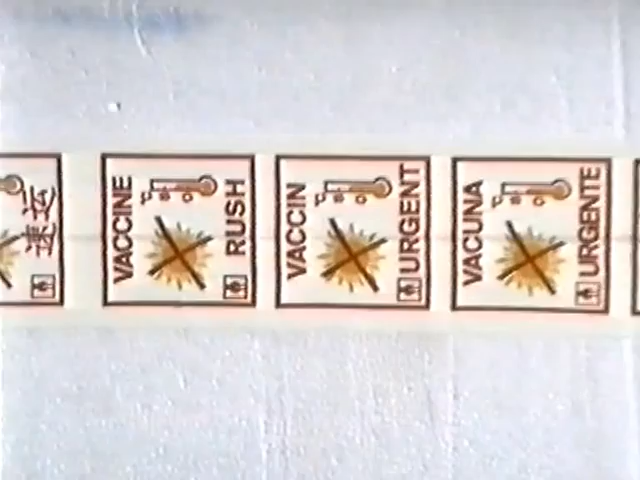 速运
VACCINE
RUSH
VACCIN
URGENT
VACUNA
URGENTE